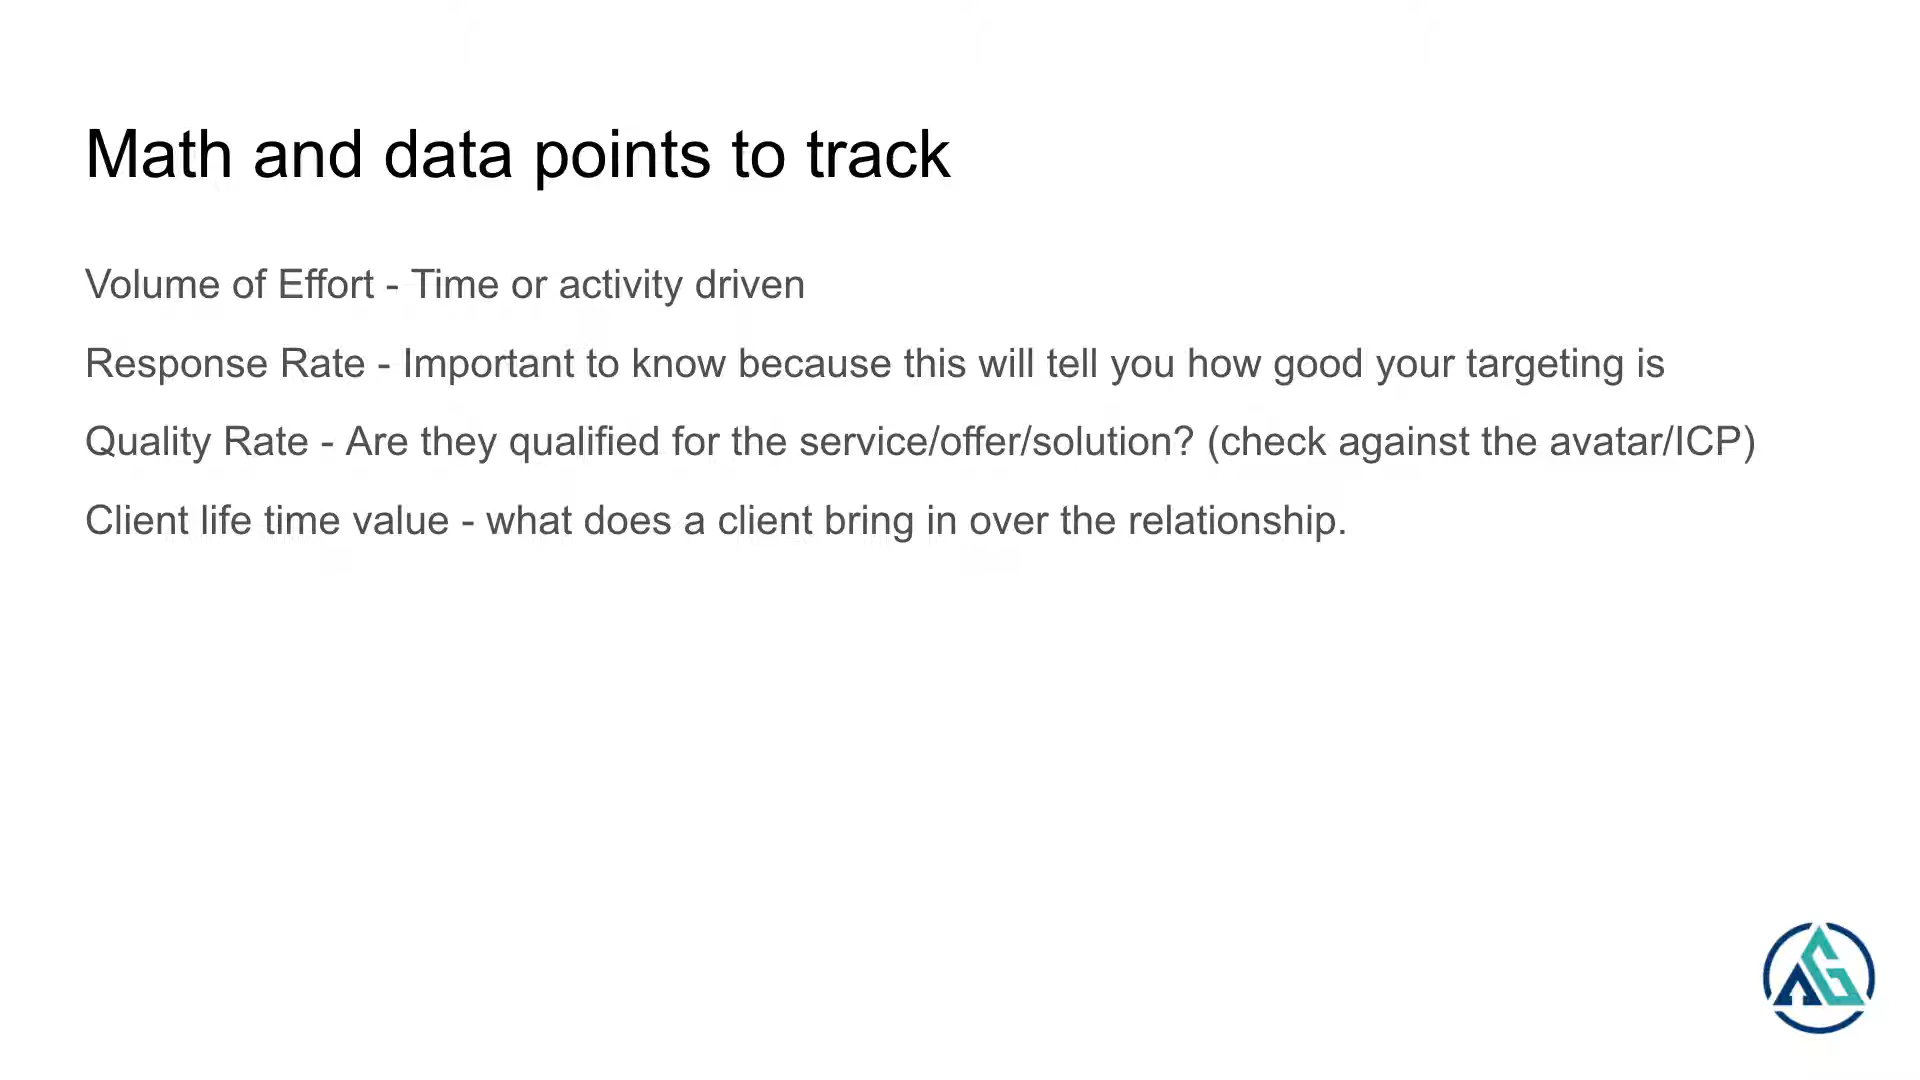 Math and data points to track
Volume of Effort - Time or activity driven
Response Rate - Important to know because this will tell you how good your targeting is
Quality Rate - Are they qualified for the service/offer/solution? (check against the avatar/ICP)
Client life time value - what does a client bring in over the relationship.
AG